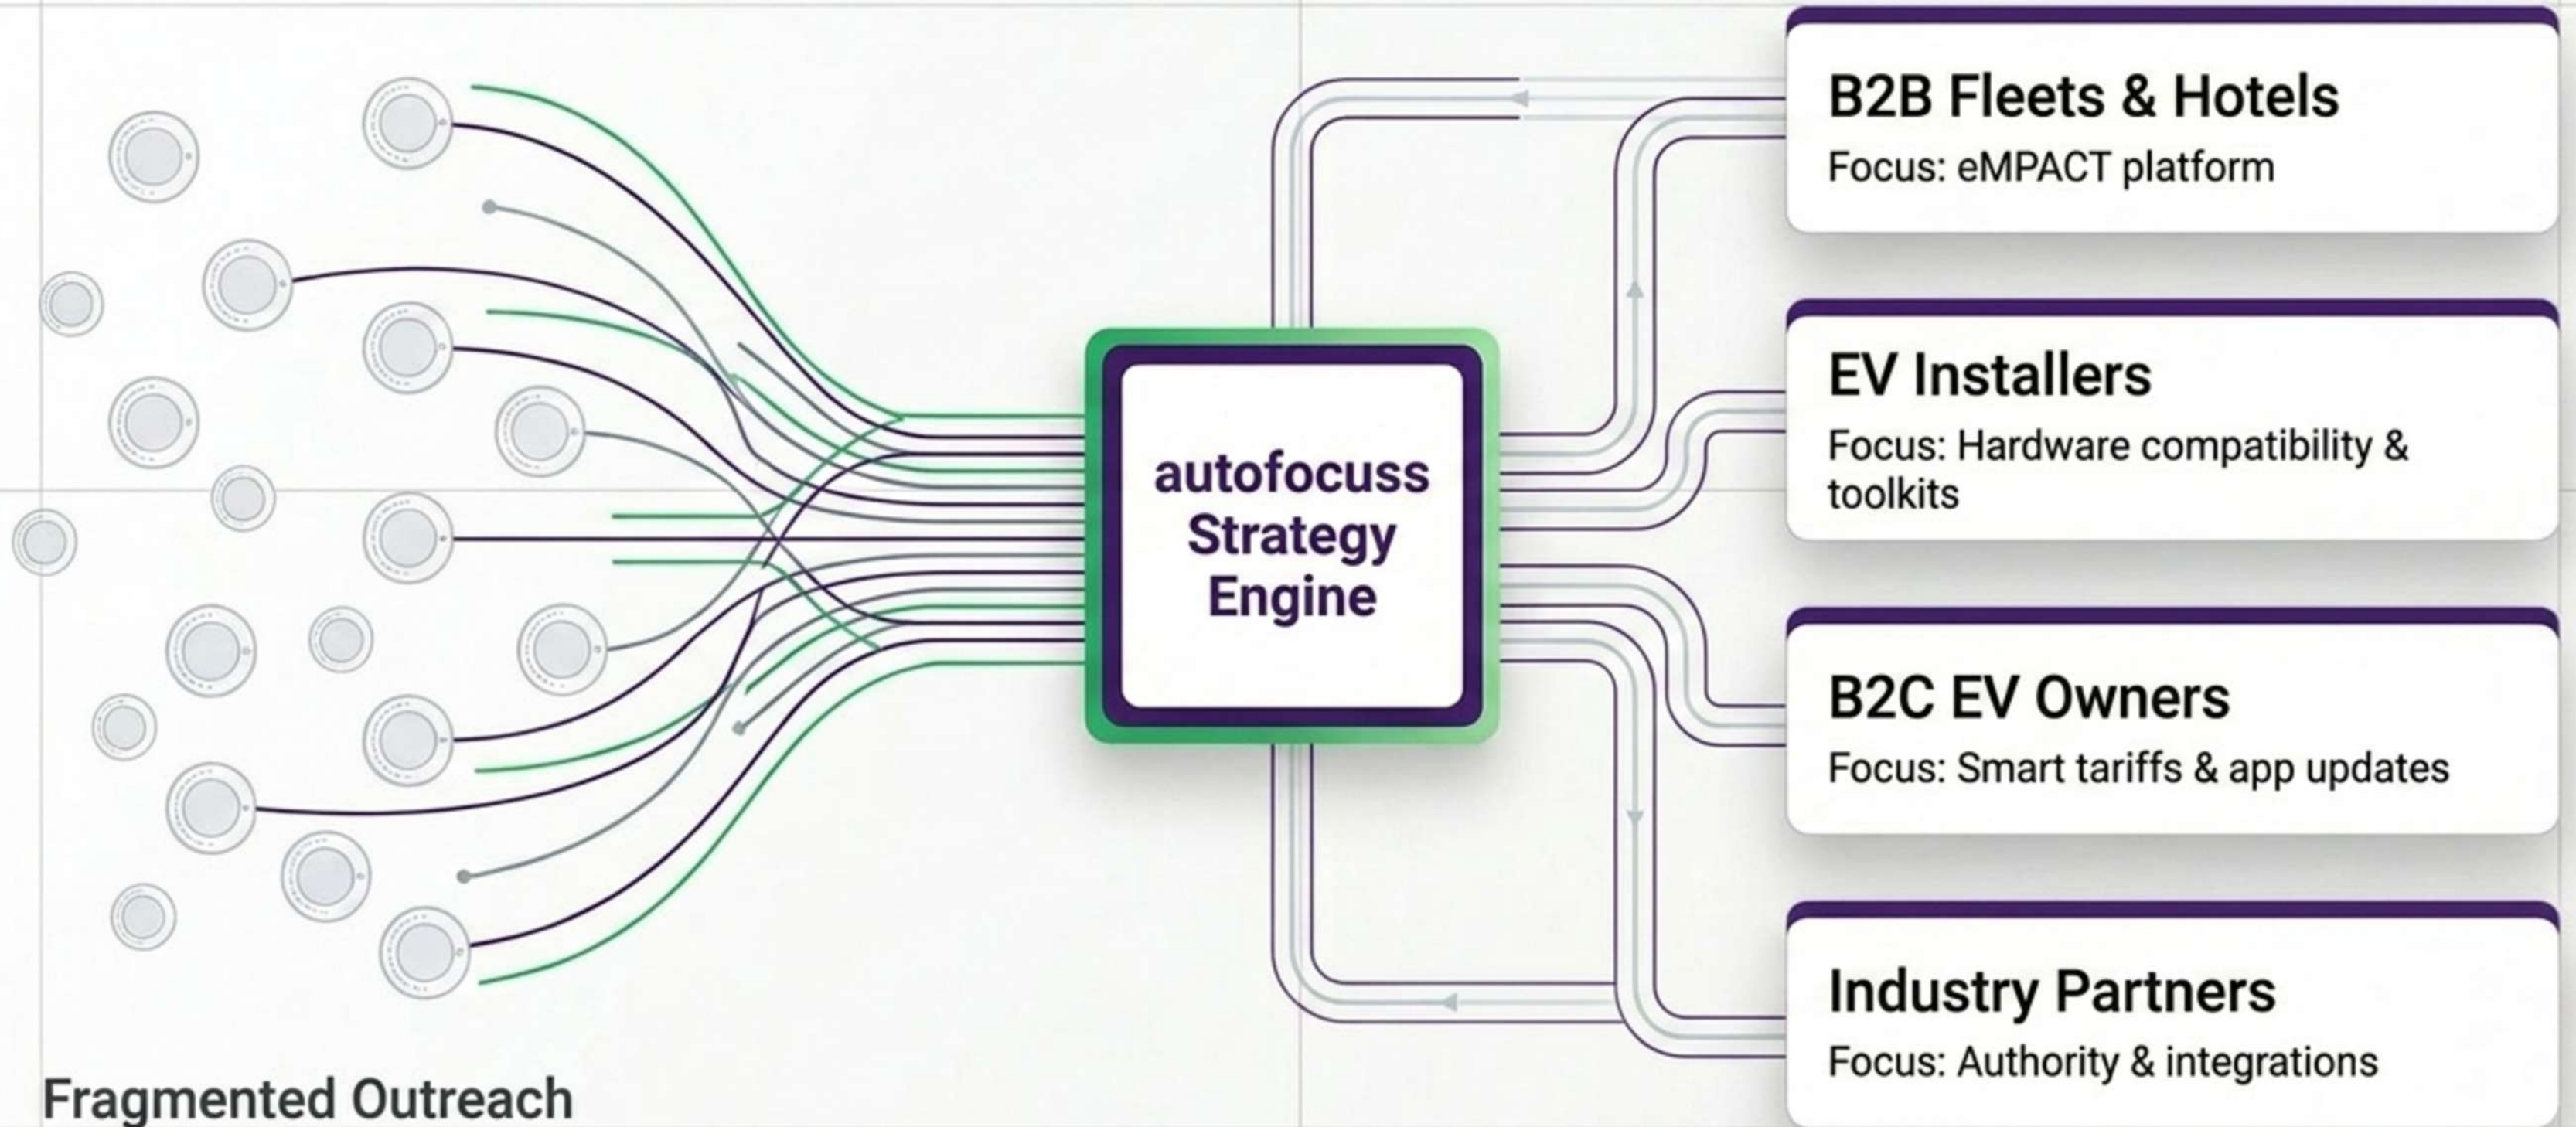 B2B Fleets & Hotels
Focus: eMPACT platform
EV Installers
Focus: Hardware compatibility &
toolkits
autofocuss
Strategy
Engine
B2C EV Owners
Focus: Smart tariffs & app updates
Industry Partners
Focus: Authority & integrations
Fragmented Outreach